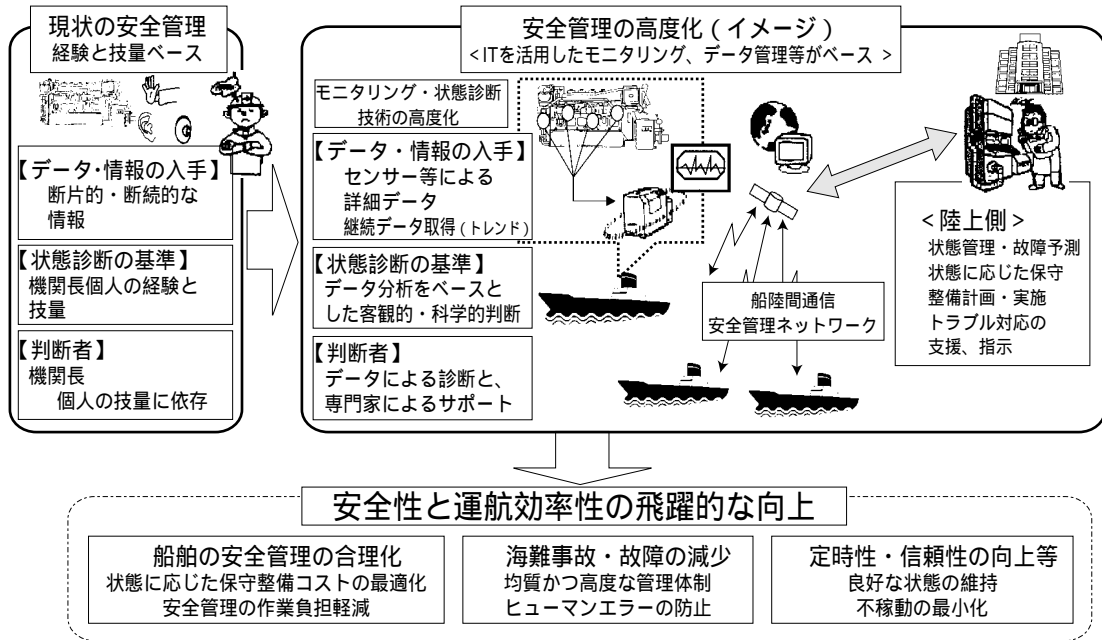 現状の安全管理
経験と技量ベース
【データ・情報の入手】
断片的・断続的な
情報
【状態診断の基準】
機関長個人の経験と
技量
【判断者】
機関長
個人の技量に依存
安全管理の高度化(イメージ)
<ITを活用したモニタリング、データ管理等がベース >
モニタリング・状態診断
技術の高度化
【データ・情報の入手】
センサー等による
詳細データ
継続データ取得(トレンド)
【状態診断の基準】
データ分析をベースと
した客観的・科学的判断
【判断者】
データによる診断と、
専門家によるサポート
船陸間通信
安全管理ネットワーク
<陸上側>
状態管理・故障予測
状態に応じた保守
整備計画・実施
トラブル対応の
支援、指示
安全性と運航効率性の飛躍的な向上
船舶の安全管理の合理化
状態に応じた保守整備コストの最適化
安全管理の作業負担軽減
海難事故・故障の減少
均質かつ高度な管理体制
ヒューマンエラーの防止
定時性・信頼性の向上等
良好な状態の維持
不稼動の最小化